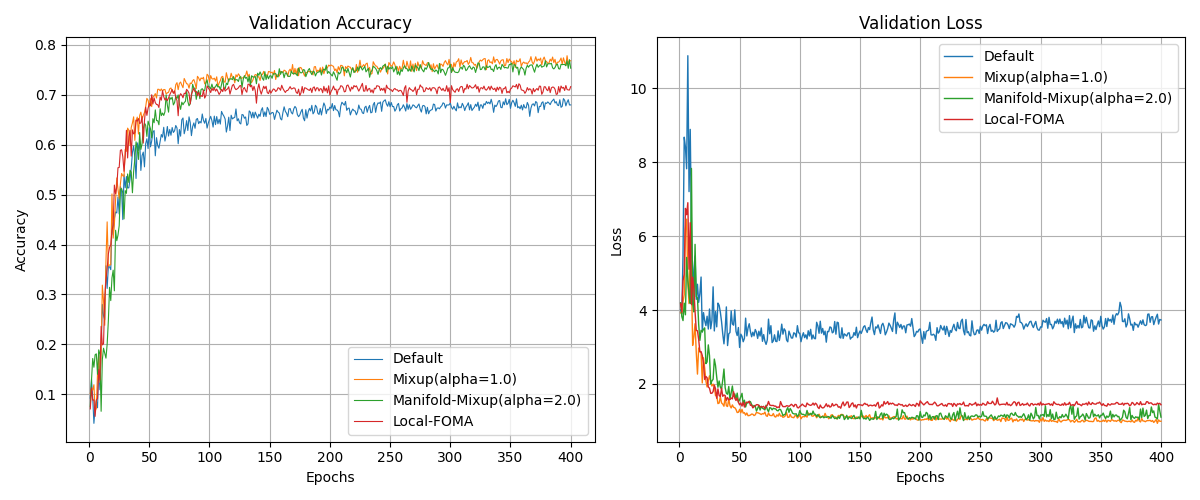 Validation Accuracy
0.8
0.7
0.6
0.5
0.4
0.3
0.2
0.1
Accuracy
0 50 100 150 200 250 300 350 400
Epochs
Default
Mixup(alpha=1.0)
Manifold-Mixup(alpha=2.0)
Local-FOMA
Validation Loss
10
8
6
4
2
Loss
0 50 100 150 200 250 300 350 400
Epochs
Default
Mixup(alpha=1.0)
Manifold-Mixup(alpha=2.0)
Local-FOMA